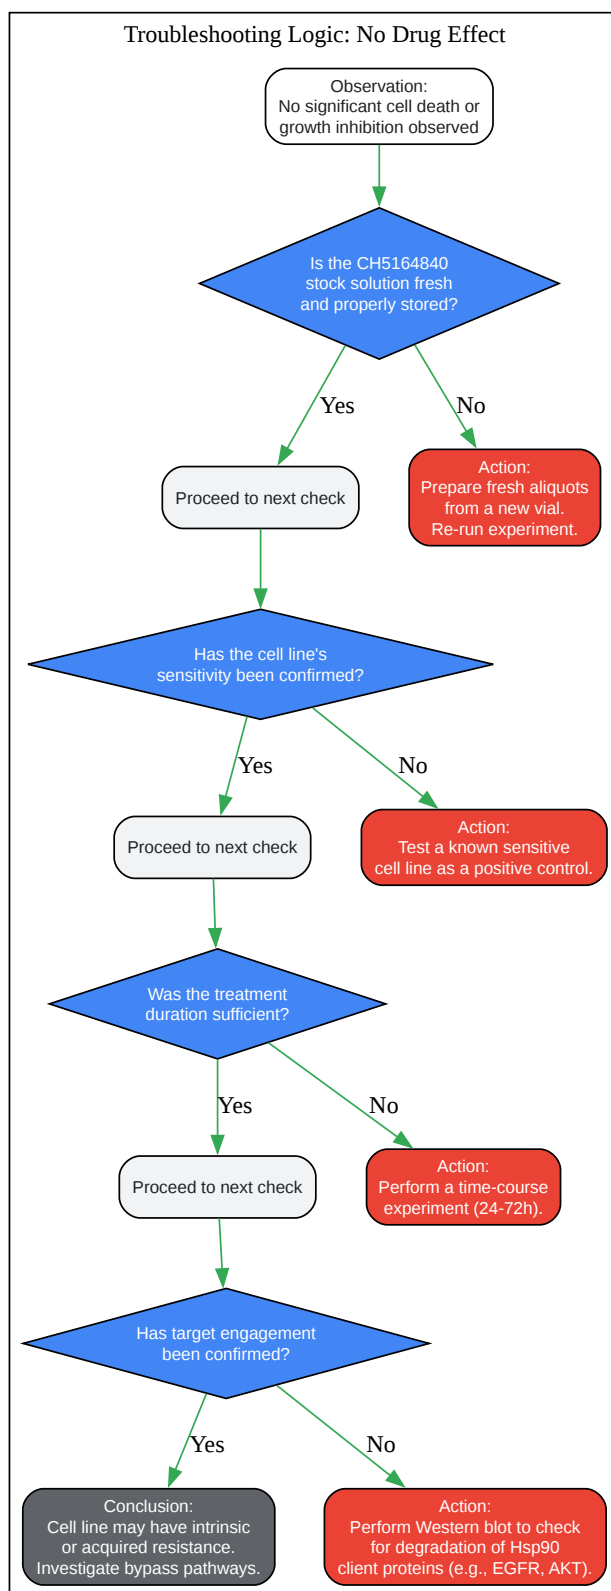 Troubleshooting Logic: No Drug Effect
Observation:
No significant cell death or
growth inhibition observed
Is the CH5164840
stock solution fresh
and properly stored?
Yes
No
Proceed to next check
Action:
Prepare fresh aliquots
from a new vial.
Re-run experiment.
Has the cell line's
sensitivity been confirmed?
Yes
No
Proceed to next check
Action:
Test a known sensitive
cell line as a positive control.
Was the treatment
duration sufficient?
Yes
No
Proceed to next check
Action:
Perform a time-course
experiment (24-72h).
Has target engagement
been confirmed?
Yes
No
Conclusion:
Cell line may have intrinsic
or acquired resistance.
Investigate bypass pathways.
Action:
Perform Western blot to check
for degradation of Hsp90
client proteins (e.g., EGFR, AKT).